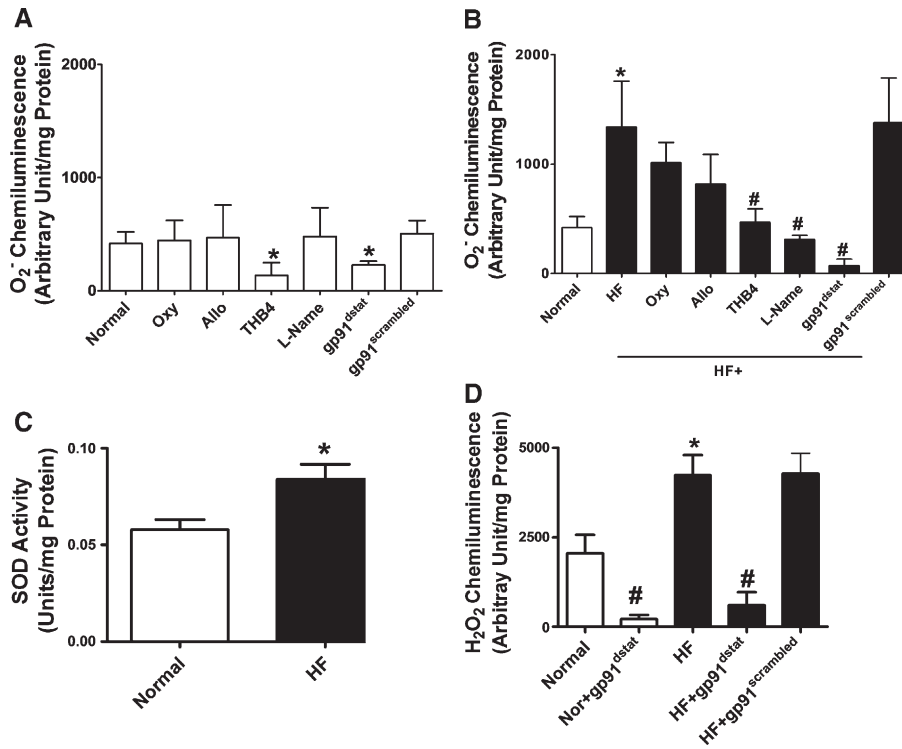 A
O₂⁻ Chemiluminescence
(Arbitrary Unit/mg Protein)
2000
1000
0
*
*
Normal
Oxy
Allo
THB4
L-Name
gp91dstat
gp91scrambled
B
O₂⁻ Chemiluminescence
(Arbitrary Unit/mg Protein)
2000
1000
0
*
#
#
#
Normal
HF
Oxy
Allo
THB4
L-Name
gp91dstat
gp91scrambled
HF+
C
SOD Activity
(Units/mg Protein)
0.10
0.05
0.00
*
Normal
HF
D
H₂O₂ Chemiluminescence
(Arbitray Unit/mg Protein)
5000
2500
0
#
*
#
Normal
Nor+gp91dstat
HF
HF+gp91dstat
HF+gp91scrambled